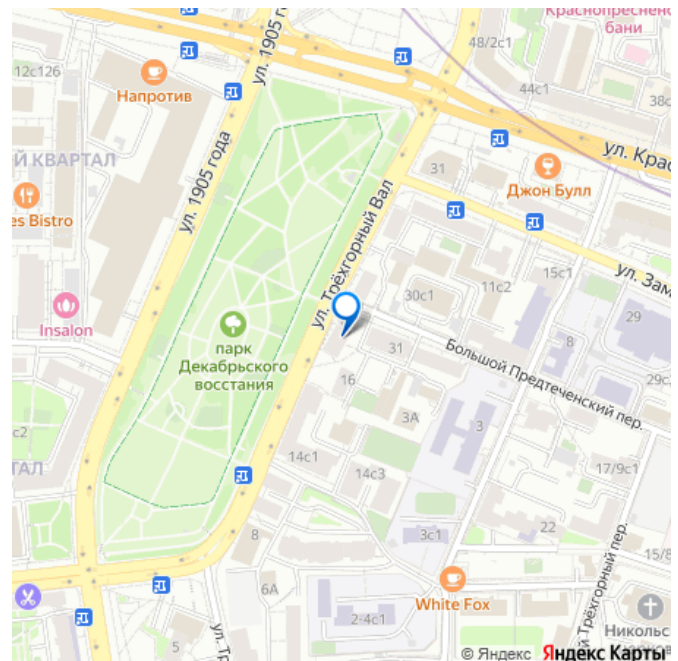 Краснопресненские
бани
48/2с1
ул. 1905 года
12с126
Напротив
44с1
38с
Й КВАРТАЛ
ул. 1905 года
31
ул. Крас
Джон Булл
es Bistro
ул. Трёхгорный Вал
15с1
ул. Зам
30с1
11с2
Insalon
29
8
парк
Декабрьского
восстания
31
Большой Предтеченский пер.
29с
16
3А
3
с2
ТАЛ
14с1
14с3
17/9с1
8
3с1
22
6А
White Fox
15/8
й Трёхгорный пер.
2-4с1
5
ул. Тр
Никольс
© Яндекс Яндекс Карты